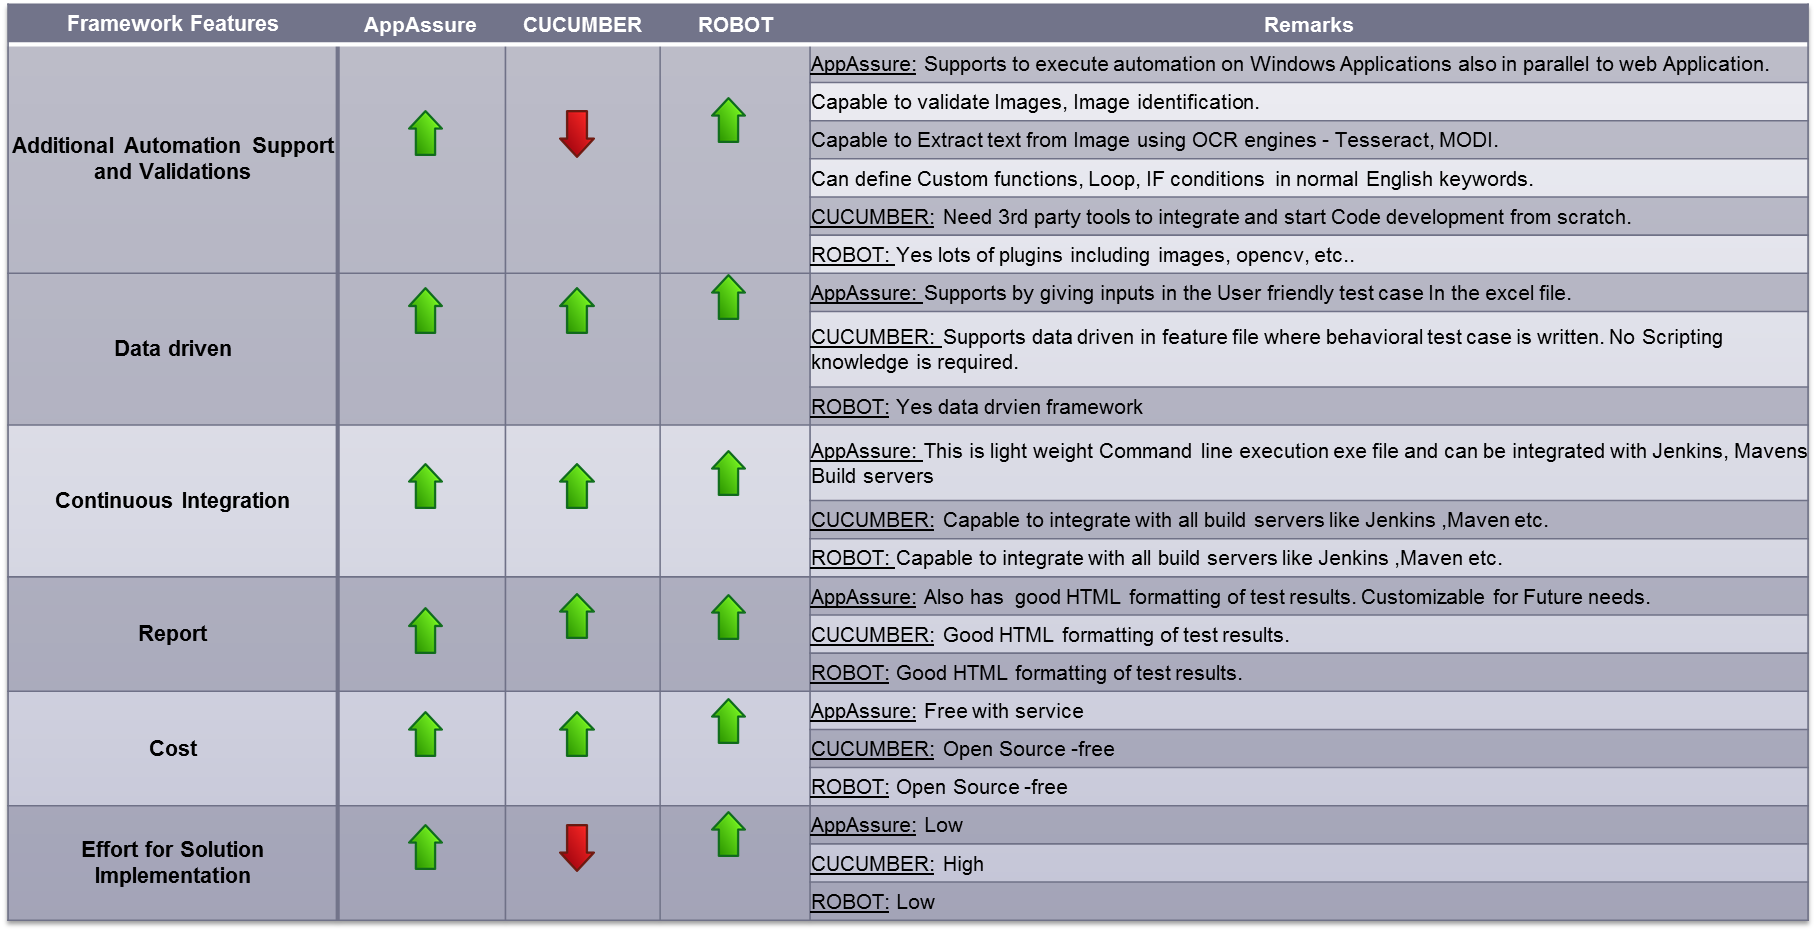 Framework Features AppAssure CUCUMBER ROBOT Remarks
Additional Automation Support
and Validations
AppAssure: Supports to execute automation on Windows Applications also in parallel to web Application.
Capable to validate Images, Image identification.
Capable to Extract text from Image using OCR engines - Tesseract, MODI.
Can define Custom functions, Loop, IF conditions in normal English keywords.
CUCUMBER: Need 3rd party tools to integrate and start Code development from scratch.
ROBOT: Yes lots of plugins including images, opencv, etc..
Data driven
AppAssure: Supports by giving inputs in the User friendly test case In the excel file.
CUCUMBER: Supports data driven in feature file where behavioral test case is written. No Scripting
knowledge is required.
ROBOT: Yes data drvien framework
Continuous Integration
AppAssure: This is light weight Command line execution exe file and can be integrated with Jenkins, Mavens
Build servers
CUCUMBER: Capable to integrate with all build servers like Jenkins ,Maven etc.
ROBOT: Capable to integrate with all build servers like Jenkins ,Maven etc.
Report
AppAssure: Also has good HTML formatting of test results. Customizable for Future needs.
CUCUMBER: Good HTML formatting of test results.
ROBOT: Good HTML formatting of test results.
Cost
AppAssure: Free with service
CUCUMBER: Open Source -free
ROBOT: Open Source -free
Effort for Solution
Implementation
AppAssure: Low
CUCUMBER: High
ROBOT: Low